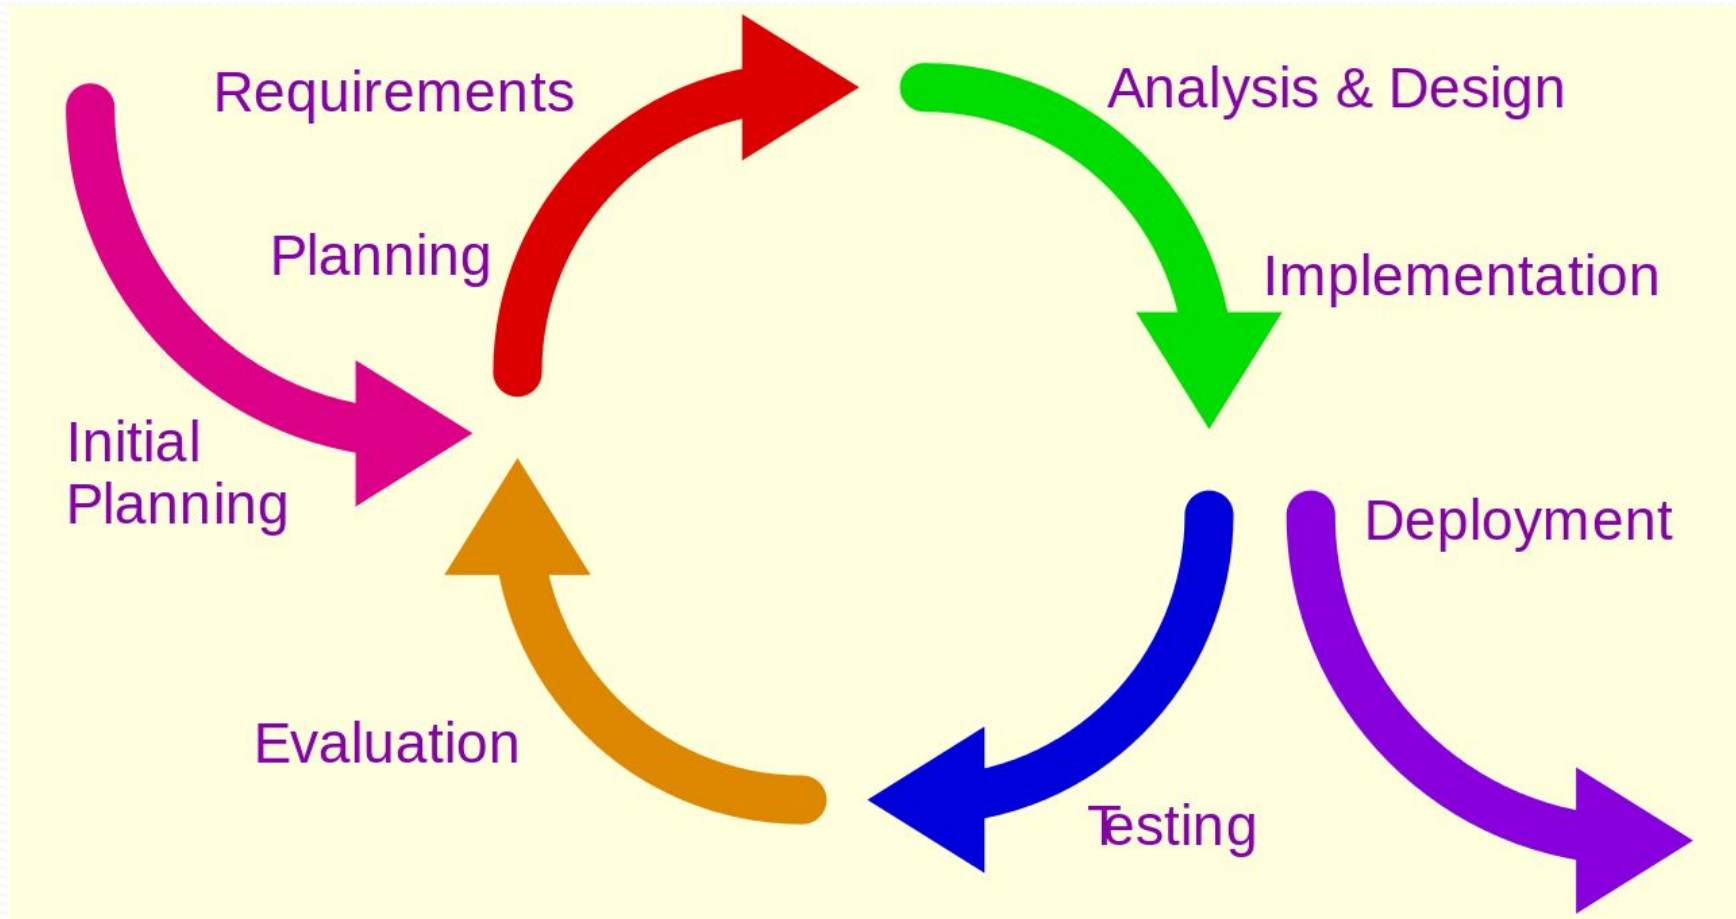 Requirements
Analysis & Design
Planning
Implementation
Initial
Planning
Deployment
Evaluation
Testing